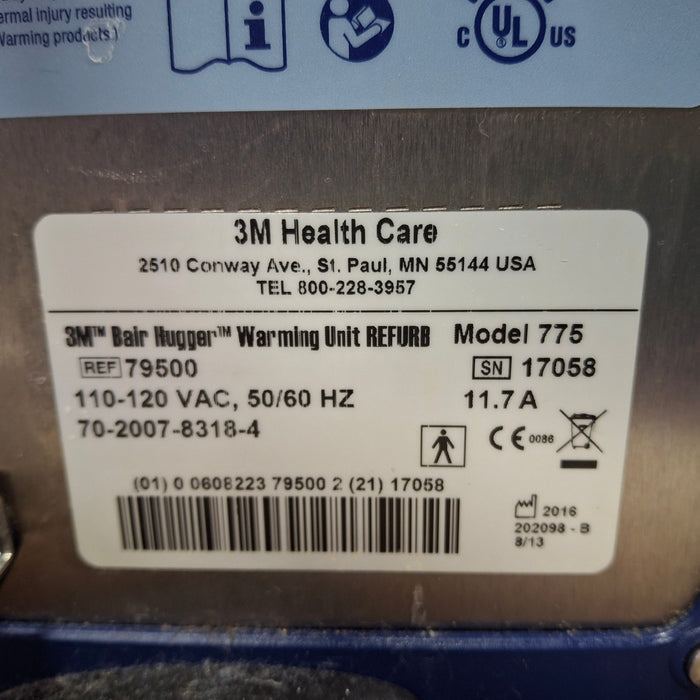 ermal injury resulting
Warming products.)
c UL US
3M Health Care
2510 Conway Ave., St. Paul, MN 55144 USA
TEL 800-228-3957
3M™ Bair Hugger™ Warming Unit REFURB Model 775
REF 79500 SN 17058
110-120 VAC, 50/60 HZ 11.7 A
70-2007-8318-4
CE 0086
(01) 0 0608223 79500 2 (21) 17058
2016
202098 - B
8/13